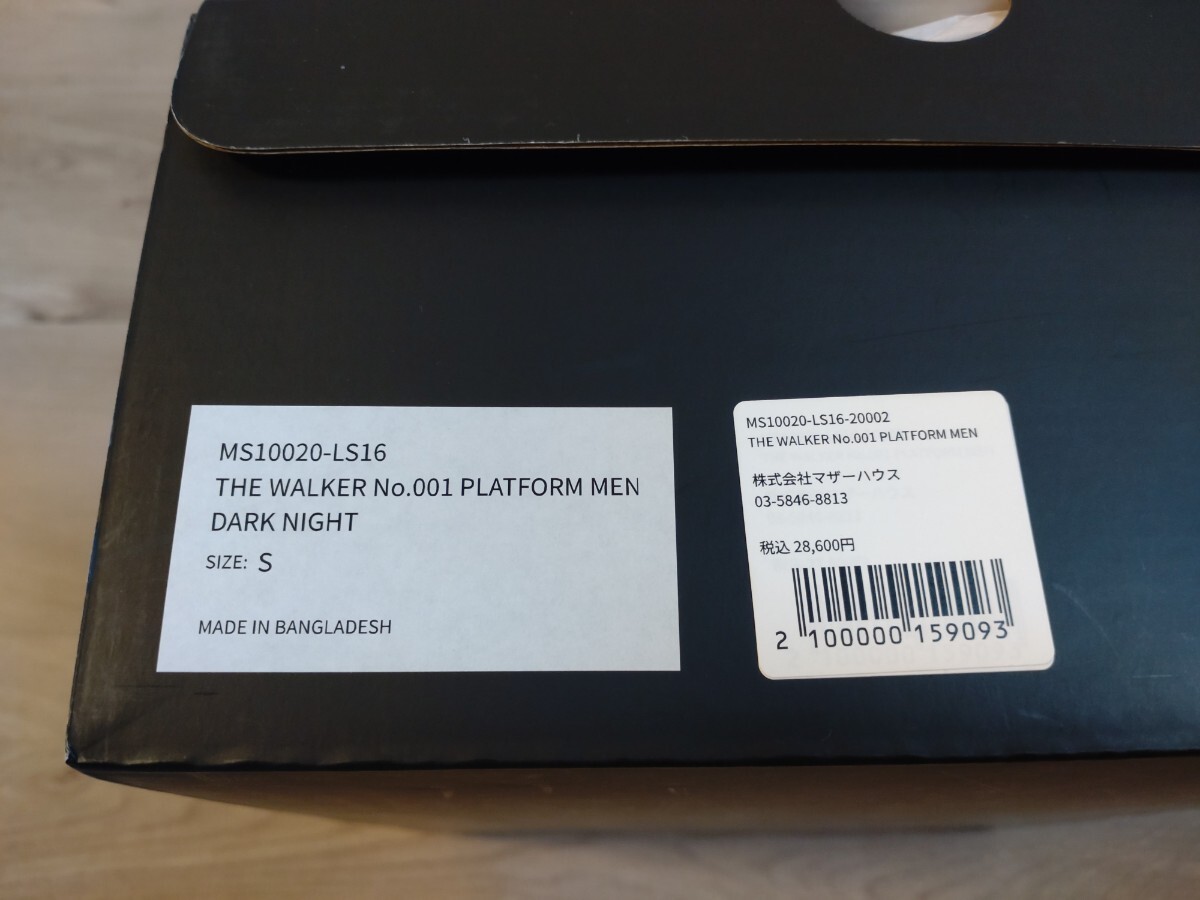 MS10020-LS16
THE WALKER No.001 PLATFORM MEN
DARK NIGHT
SIZE: S
MADE IN BANGLADESH
MS10020-LS16-20002
THE WALKER No.001 PLATFORM MEN
株式会社マザーハウス
03-5846-8813
税込 28,600円
2 100000 159093